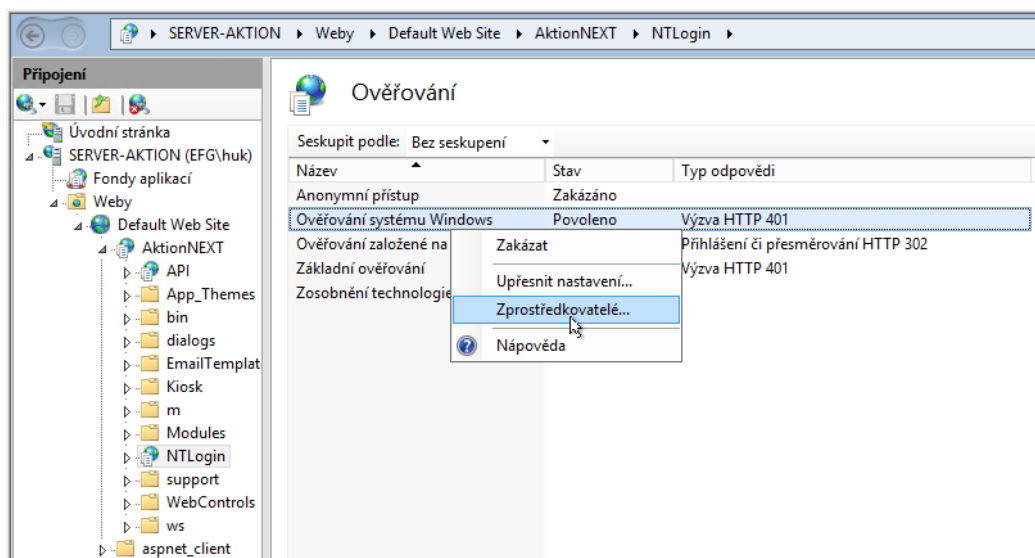 SERVER-AKTION Weby Default Web Site AktionNEXT NTLogin
Připojení
Úvodní stránka
SERVER-AKTION (EFG\huk)
Fondy aplikací
Weby
Default Web Site
AktionNEXT
API
App_Themes
bin
dialogs
EmailTemplat
Kiosk
m
Modules
NTLogin
support
WebControls
ws
aspnet_client
Ověřování
Seskupit podle: Bez seskupení
Název Stav Typ odpovědi
Anonymní přístup Zakázáno
Ověřování systému Windows Povoleno Výzva HTTP 401
Ověřování založené na Přihlášení či přesměrování HTTP 302
Základní ověřování Výzva HTTP 401
Zosobnění technologie
Zakázat
Upřesnit nastavení...
Zprostředkovatelé...
Nápověda